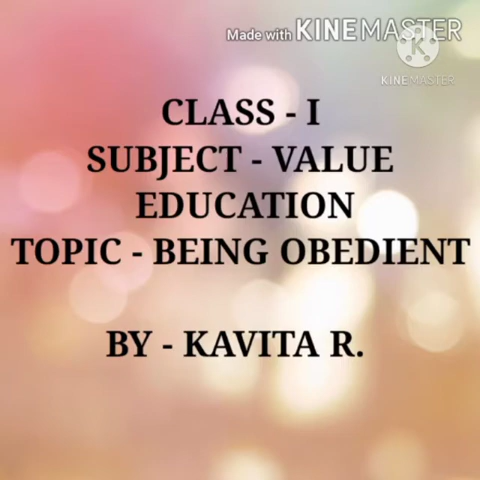 Made with KINEMASTER
KINEMASTER
CLASS - I
SUBJECT - VALUE
EDUCATION
TOPIC - BEING OBEDIENT
BY - KAVITA R.